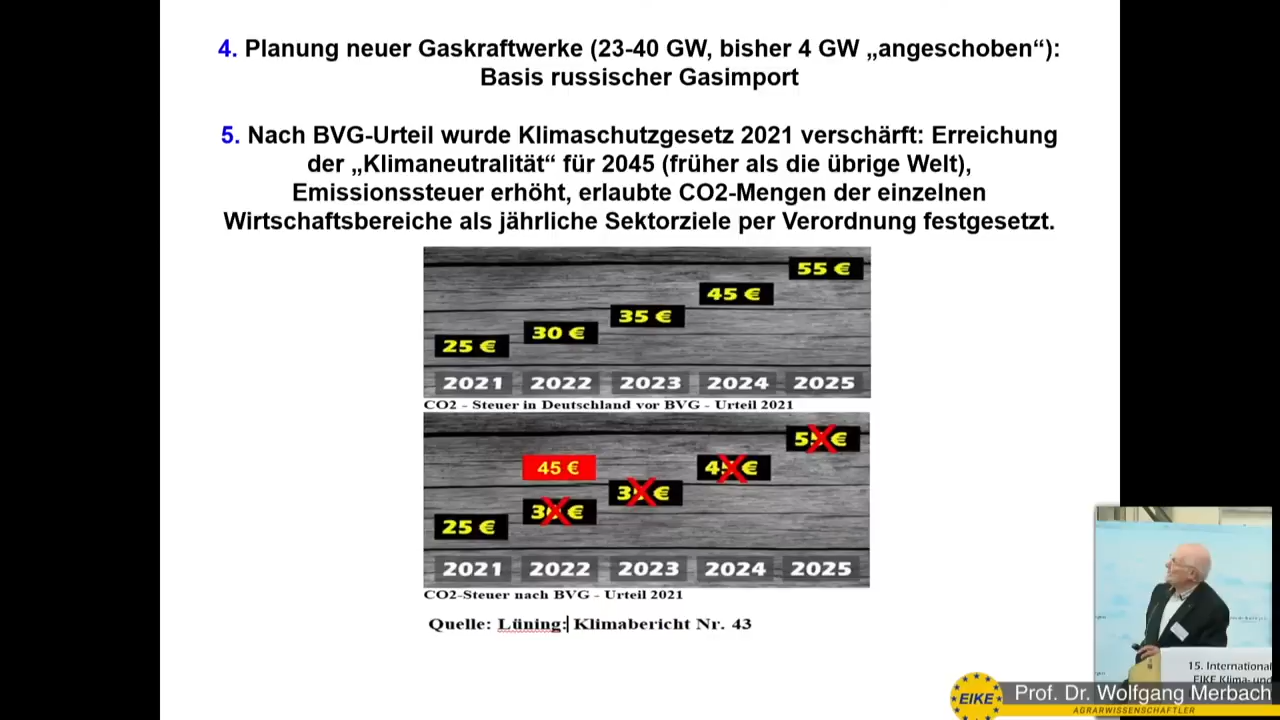 4. Planung neuer Gaskraftwerke (23-40 GW, bisher 4 GW „angeschoben“):
Basis russischer Gasimport
5. Nach BVG-Urteil wurde Klimaschutzgesetz 2021 verschärft: Erreichung
der „Klimaneutralität“ für 2045 (früher als die übrige Welt),
Emissionssteuer erhöht, erlaubte CO2-Mengen der einzelnen
Wirtschaftsbereiche als jährliche Sektorziele per Verordnung festgesetzt.
55 €
45 €
35 €
30 €
25 €
2021 2022 2023 2024 2025
CO2 - Steuer in Deutschland vor BVG - Urteil 2021
55 €
45 € 45 €
35 €
30 €
25 €
2021 2022 2023 2024 2025
CO2-Steuer nach BVG - Urteil 2021
Quelle: Lüning: Klimabericht Nr. 43
15. International
EIKE Klima- und
EIKE
Prof. Dr. Wolfgang Merbach
AGRARWISSENSCHAFTLER